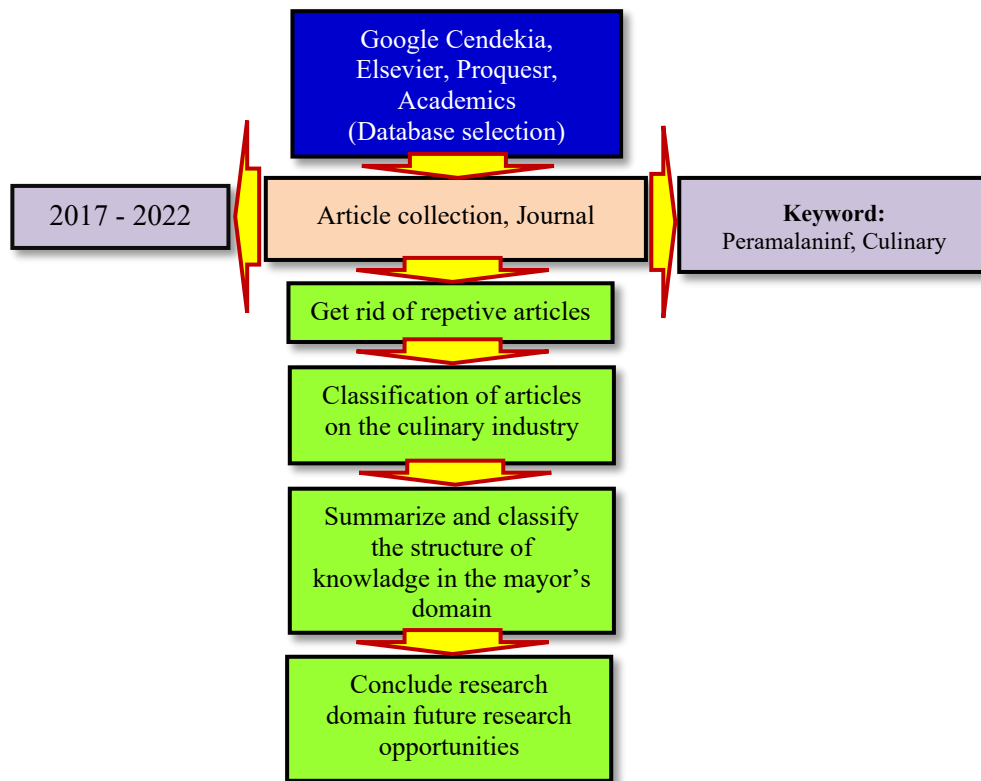 Google Cendekia,
Elsevier, Proquesr,
Academics
(Database selection)
2017 - 2022
Article collection, Journal
Keyword:
Peramalaninf, Culinary
Get rid of repetive articles
Classification of articles
on the culinary industry
Summarize and classify
the structure of
knowladge in the mayor’s
domain
Conclude research
domain future research
opportunities